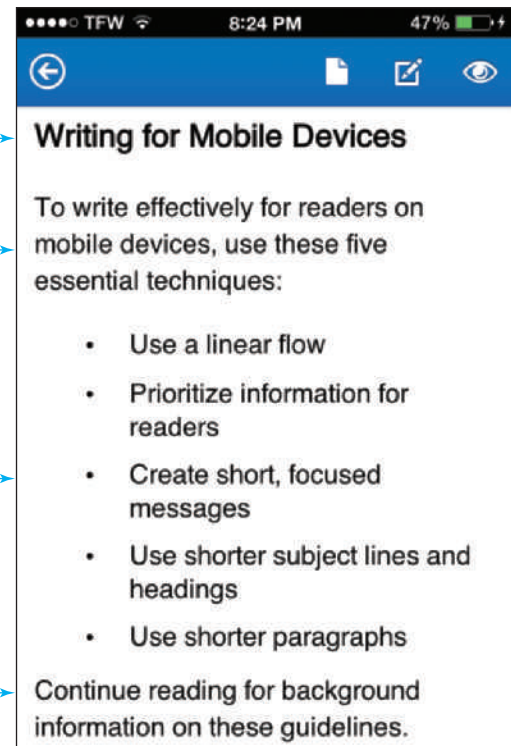 TFW 8:24 PM 47%
Writing for Mobile Devices
To write effectively for readers on
mobile devices, use these five
essential techniques:
• Use a linear flow
• Prioritize information for
readers
• Create short, focused
messages
• Use shorter subject lines and
headings
• Use shorter paragraphs
Continue reading for background
information on these guidelines.